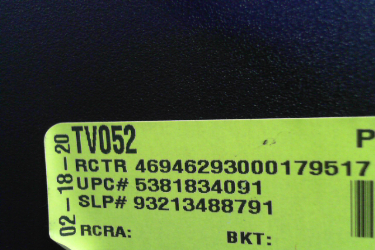 TV052
P
02-18-20
RCTR 46946293000179517
UPC# 5381834091
SLP# 93213488791
RCRA:
BKT: